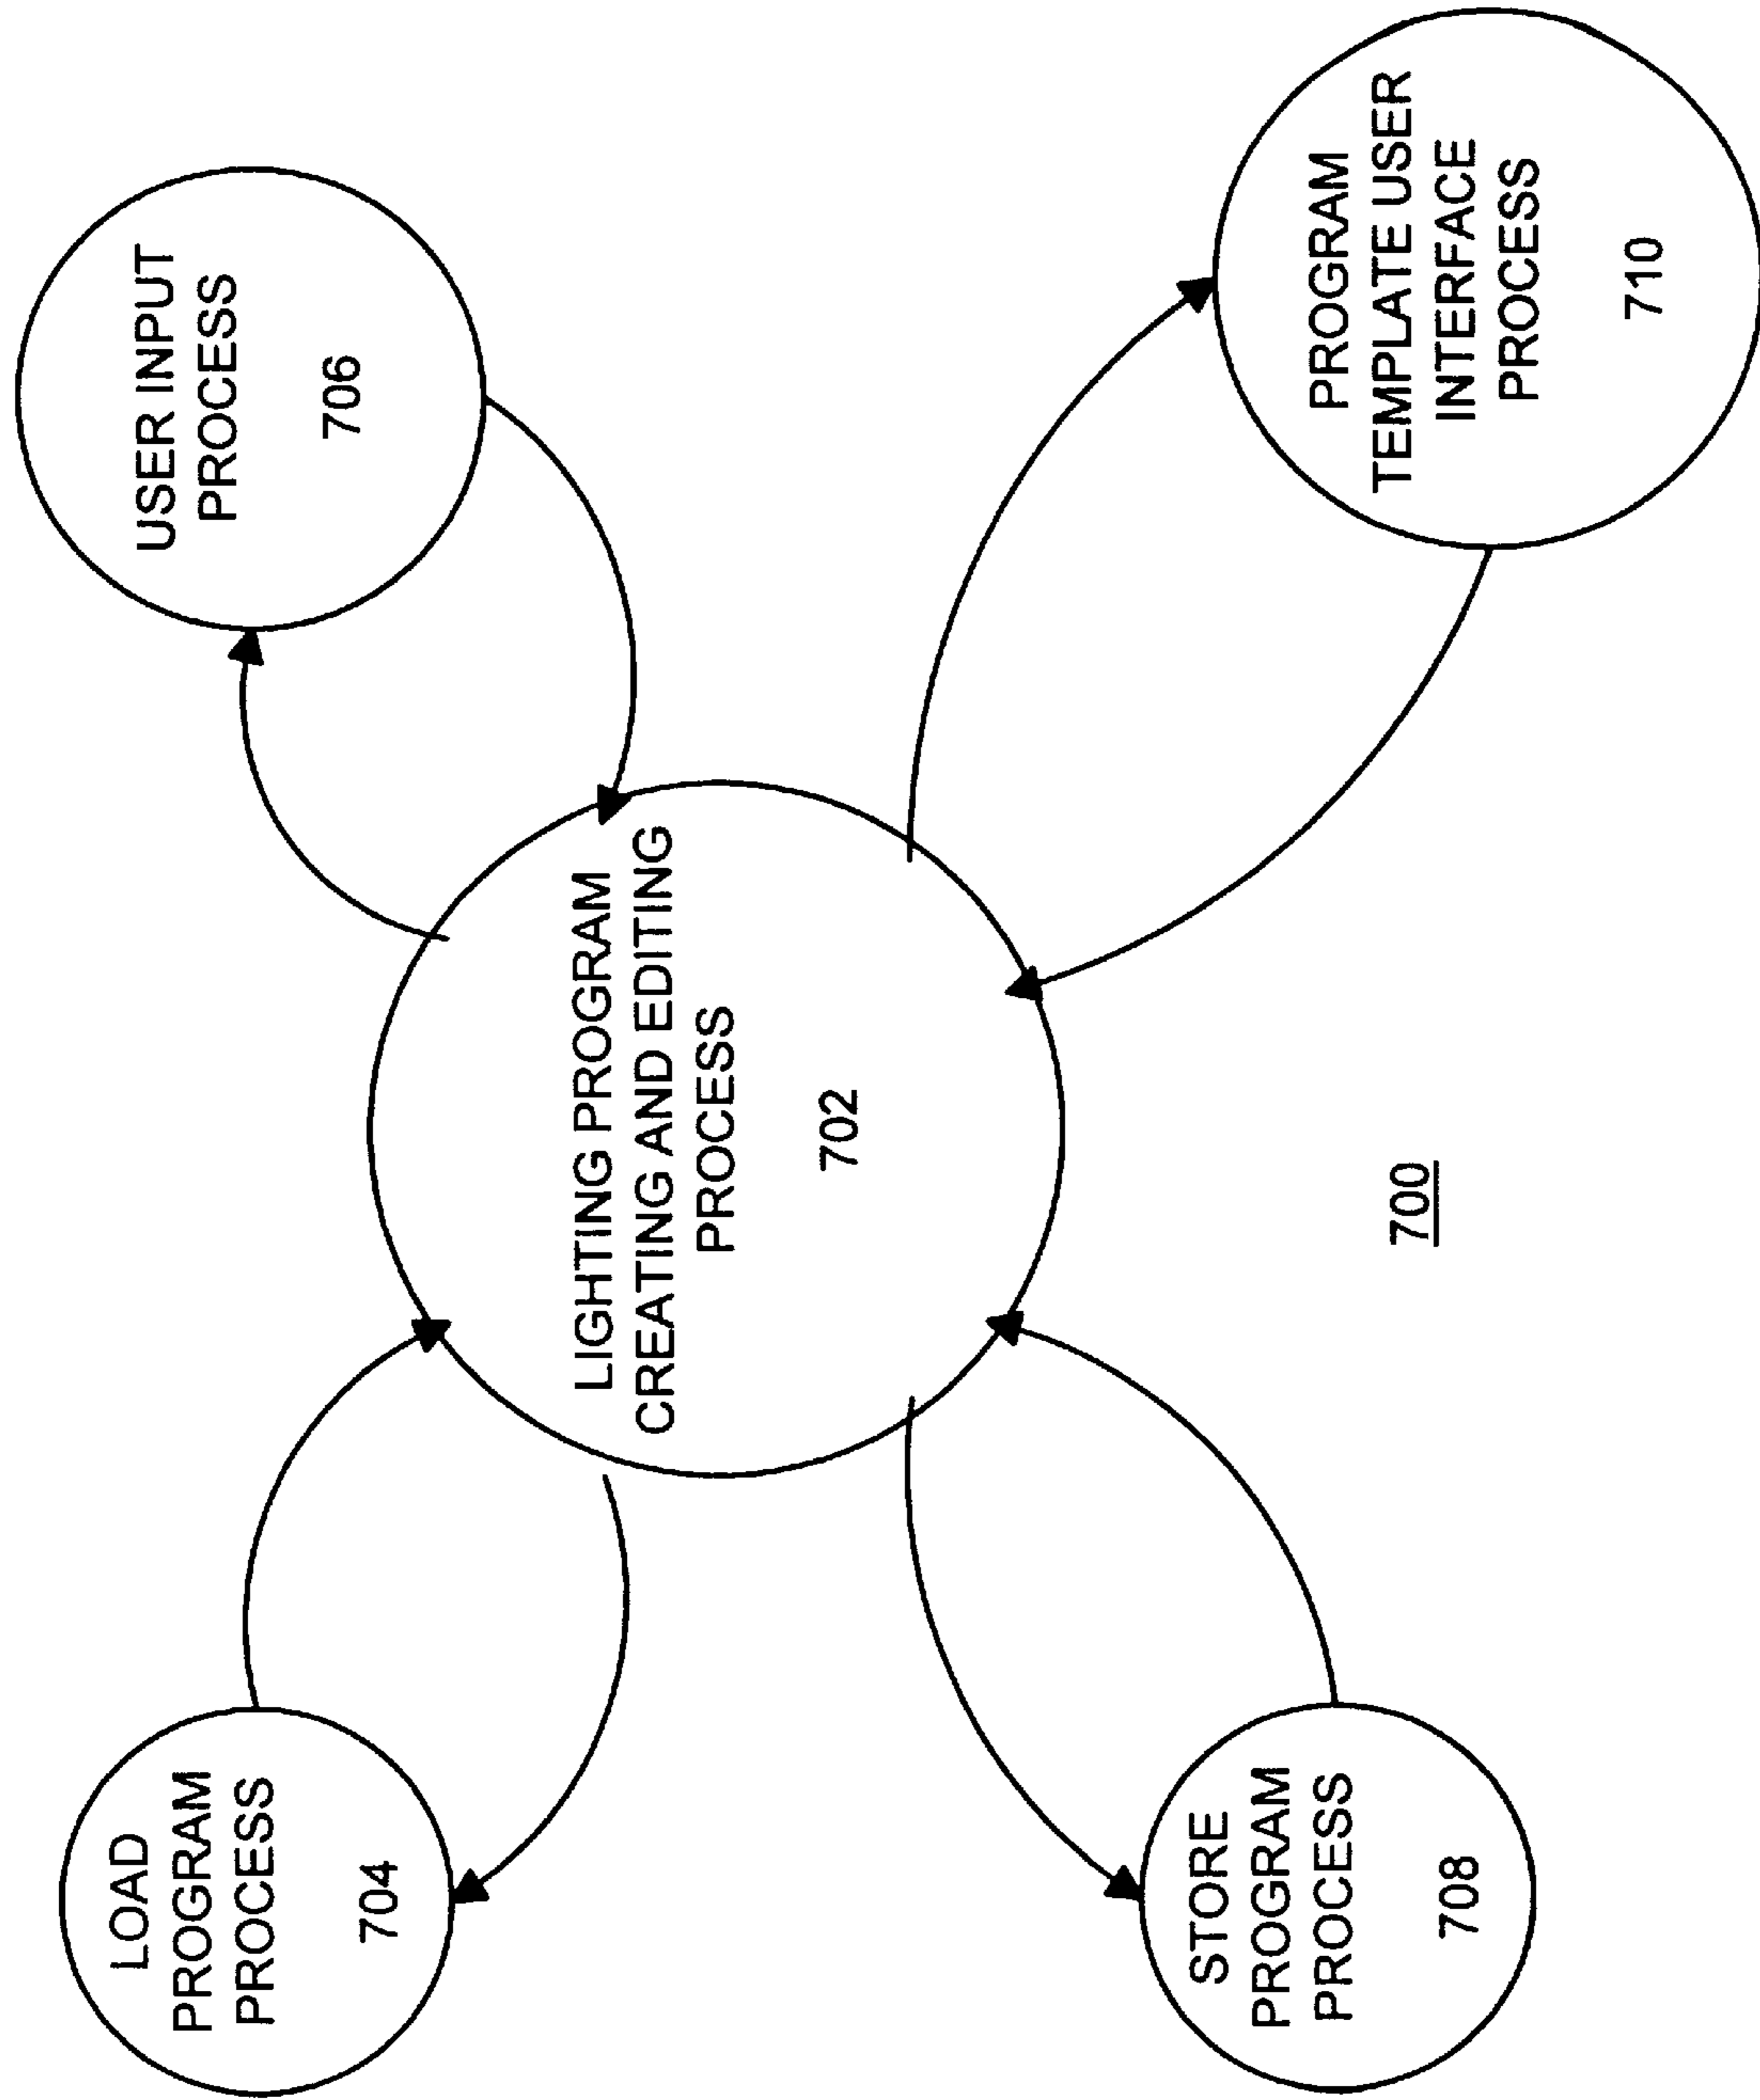 LOAD
PROGRAM
PROCESS
704
USER INPUT
PROCESS
706
LIGHTING PROGRAM
CREATING AND EDITING
PROCESS
702
STORE
PROGRAM
PROCESS
708
PROGRAM
TEMPLATE USER
INTERFACE
PROCESS
710
700